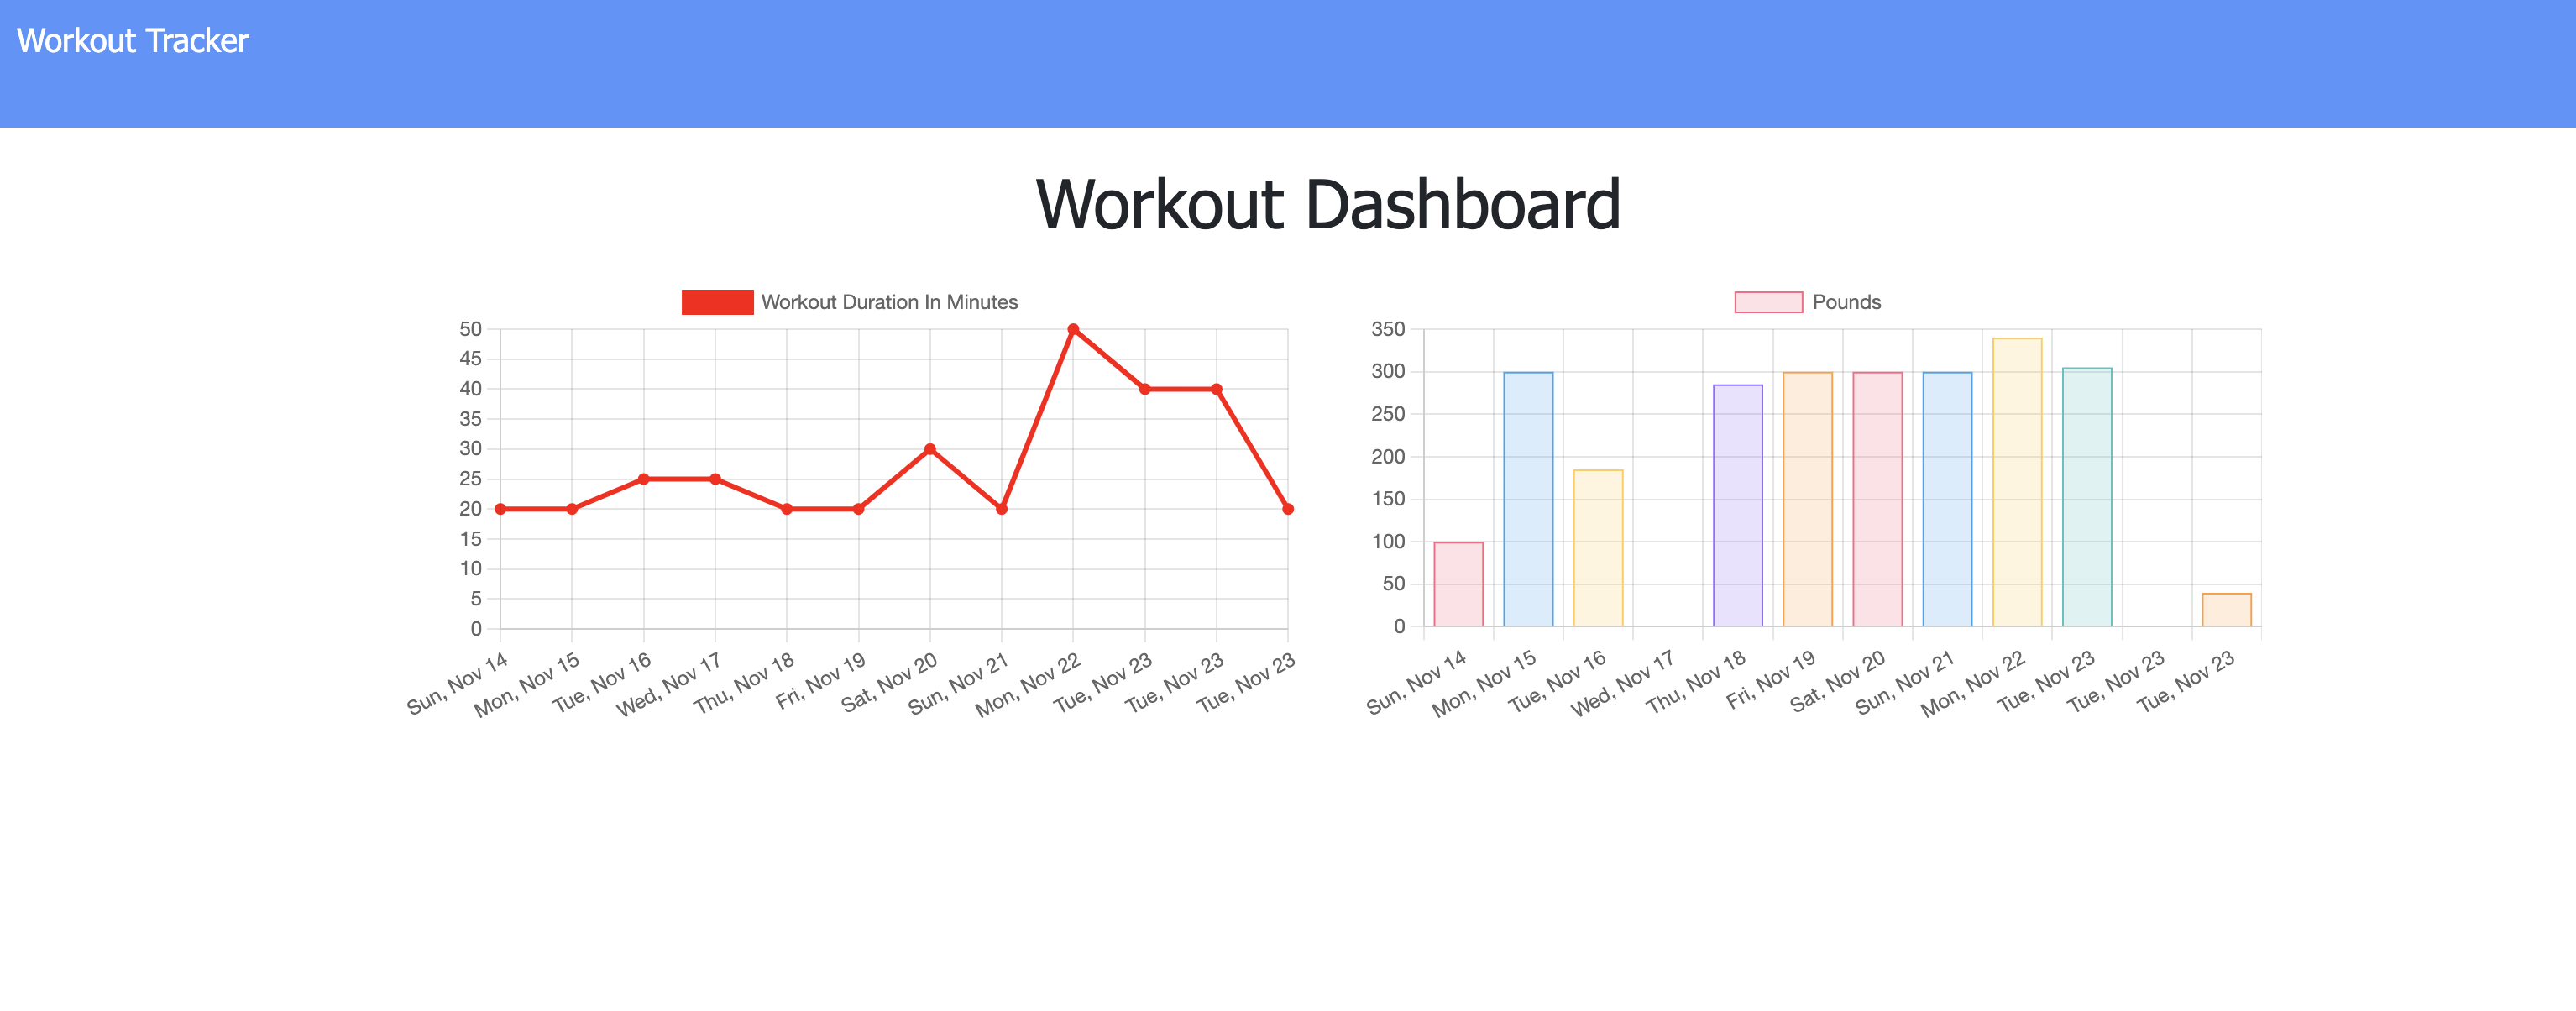 Workout Tracker
Workout Dashboard
Workout Duration In Minutes
50
45
40
35
30
25
20
15
10
5
0
Sun, Nov 14
Mon, Nov 15
Tue, Nov 16
Wed, Nov 17
Thu, Nov 18
Fri, Nov 19
Sat, Nov 20
Sun, Nov 21
Mon, Nov 22
Tue, Nov 23
Tue, Nov 23
Tue, Nov 23
Pounds
350
300
250
200
150
100
50
0
Sun, Nov 14
Mon, Nov 15
Tue, Nov 16
Wed, Nov 17
Thu, Nov 18
Fri, Nov 19
Sat, Nov 20
Sun, Nov 21
Mon, Nov 22
Tue, Nov 23
Tue, Nov 23
Tue, Nov 23